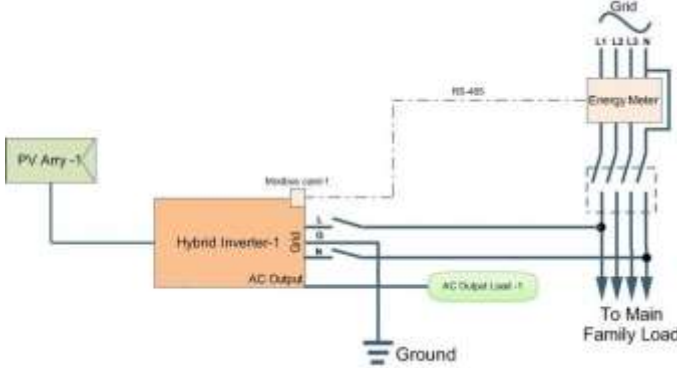 Grid
L1 L2 L3 N
RS-485
Energy Meter
PV Arry -1
Modbus card-1
Hybrid Inverter-1
Grid
L
G
N
AC Output
AC Output Load -1
Ground
To Main
Family Load